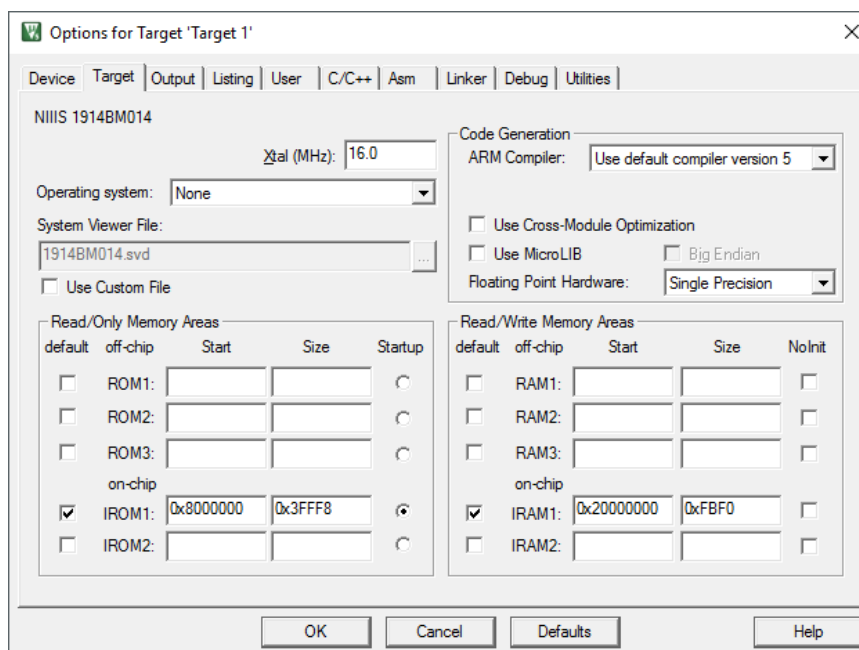 Options for Target 'Target 1'
Device Target Output Listing User C/C++ Asm Linker Debug Utilities
NIIIS 1914BM014
Xtal (MHz): 16.0
Operating system: None
System Viewer File:
1914BM014.svd ...
Use Custom File
Code Generation
ARM Compiler: Use default compiler version 5
Use Cross-Module Optimization
Use MicroLIB Big Endian
Floating Point Hardware: Single Precision
Read/Only Memory Areas
default off-chip Start Size Startup
ROM1:
ROM2:
ROM3:
on-chip
IROM1: 0x8000000 0x3FFF8
IROM2:
Read/Write Memory Areas
default off-chip Start Size NoInit
RAM1:
RAM2:
RAM3:
on-chip
IRAM1: 0x20000000 0xFBF0
IRAM2:
OK Cancel Defaults Help